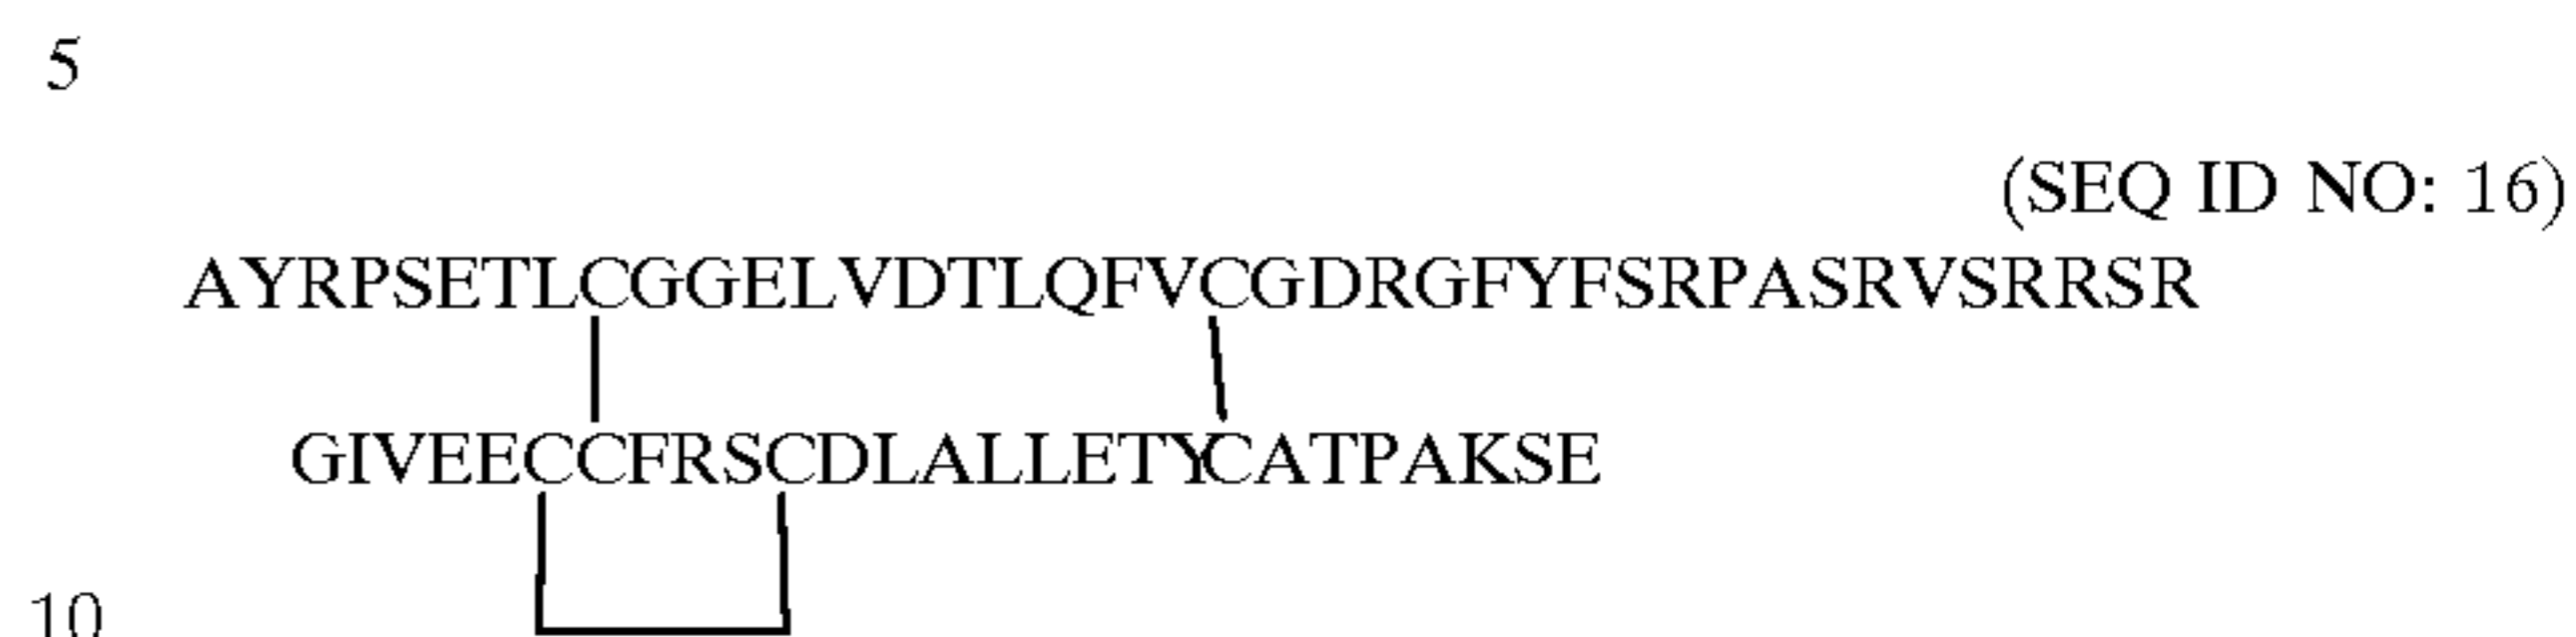 5
(SEQ ID NO: 16)
AYRPSETLCGGELVDTLQFVCGDRGFYFSRPASRVSRRSR
GIVEECCFRSCDLALLETYCATPAKSE
10